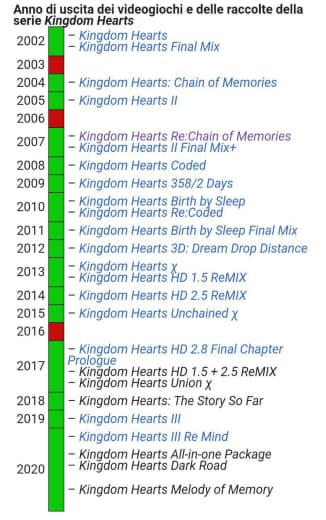 Anno di uscita dei videogiochi e delle raccolte della
serie Kingdom Hearts
2002
– Kingdom Hearts
– Kingdom Hearts Final Mix
2003
2004 – Kingdom Hearts: Chain of Memories
2005 – Kingdom Hearts II
2006
2007
– Kingdom Hearts Re:Chain of Memories
– Kingdom Hearts II Final Mix+
2008 – Kingdom Hearts Coded
2009 – Kingdom Hearts 358/2 Days
2010
– Kingdom Hearts Birth by Sleep
– Kingdom Hearts Re:Coded
2011 – Kingdom Hearts Birth by Sleep Final Mix
2012 – Kingdom Hearts 3D: Dream Drop Distance
2013
– Kingdom Hearts χ
– Kingdom Hearts HD 1.5 ReMIX
2014 – Kingdom Hearts HD 2.5 ReMIX
2015 – Kingdom Hearts Unchained χ
2016
2017
– Kingdom Hearts HD 2.8 Final Chapter
Prologue
– Kingdom Hearts HD 1.5 + 2.5 ReMIX
– Kingdom Hearts Union χ
2018 – Kingdom Hearts: The Story So Far
2019 – Kingdom Hearts III
2020
– Kingdom Hearts III Re Mind
– Kingdom Hearts All-in-one Package
– Kingdom Hearts Dark Road
– Kingdom Hearts Melody of Memory